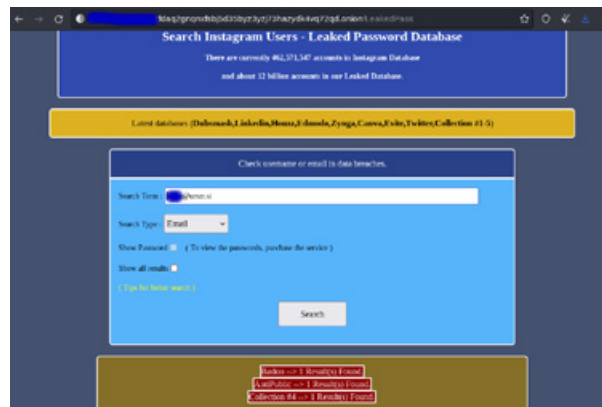 Search Instagram Users - Leaked Password Database
There are currently 462,571,547 accounts in Instagram Database
and about 12 billion accounts in our Leaked Database.
Latest databases (Dubsmash,Linkedin,Houzz,Edmodo,Zynga,Canva,Evite,Twitter,Collection #1-5)
Check username or email in data breaches.
Search Term :
Search Type : Email
Show Password ( To view the passwords, purchase the service )
Show all results
( Tips for better search )
Search
--> 1 Result(s) Found.
AntiPublic --> 1 Result(s) Found.
Collection #4 --> 1 Result(s) Found.